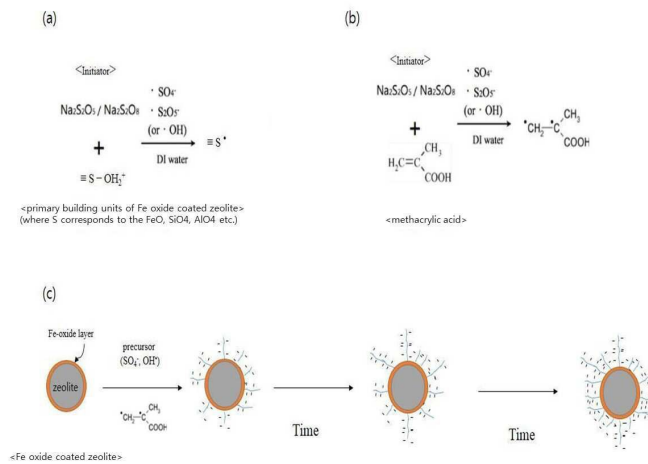 (a)
<Initiator>
Na₂S₂O₅ / Na₂S₂O₈
· SO₄⁻
· S₂O₅⁻
(or · OH)
DI water
+
≡ S − OH₂⁺
≡ S•
<primary building units of Fe oxide coated zeolite>
(where S corresponds to the FeO, SiO4, AlO4 etc.)
(b)
<Initiator>
Na₂S₂O₅ / Na₂S₂O₈
· SO₄⁻
· S₂O₅⁻
(or · OH)
DI water
+
CH₃
H₂C=C
COOH
CH₃
•CH₂−•C
COOH
<methacrylic acid>
(c)
Fe-oxide layer
zeolite
precursor
(SO₄⁻, OH•)
CH₃
•CH₂−•C
COOH
Time
Time
<Fe oxide coated zeolite>